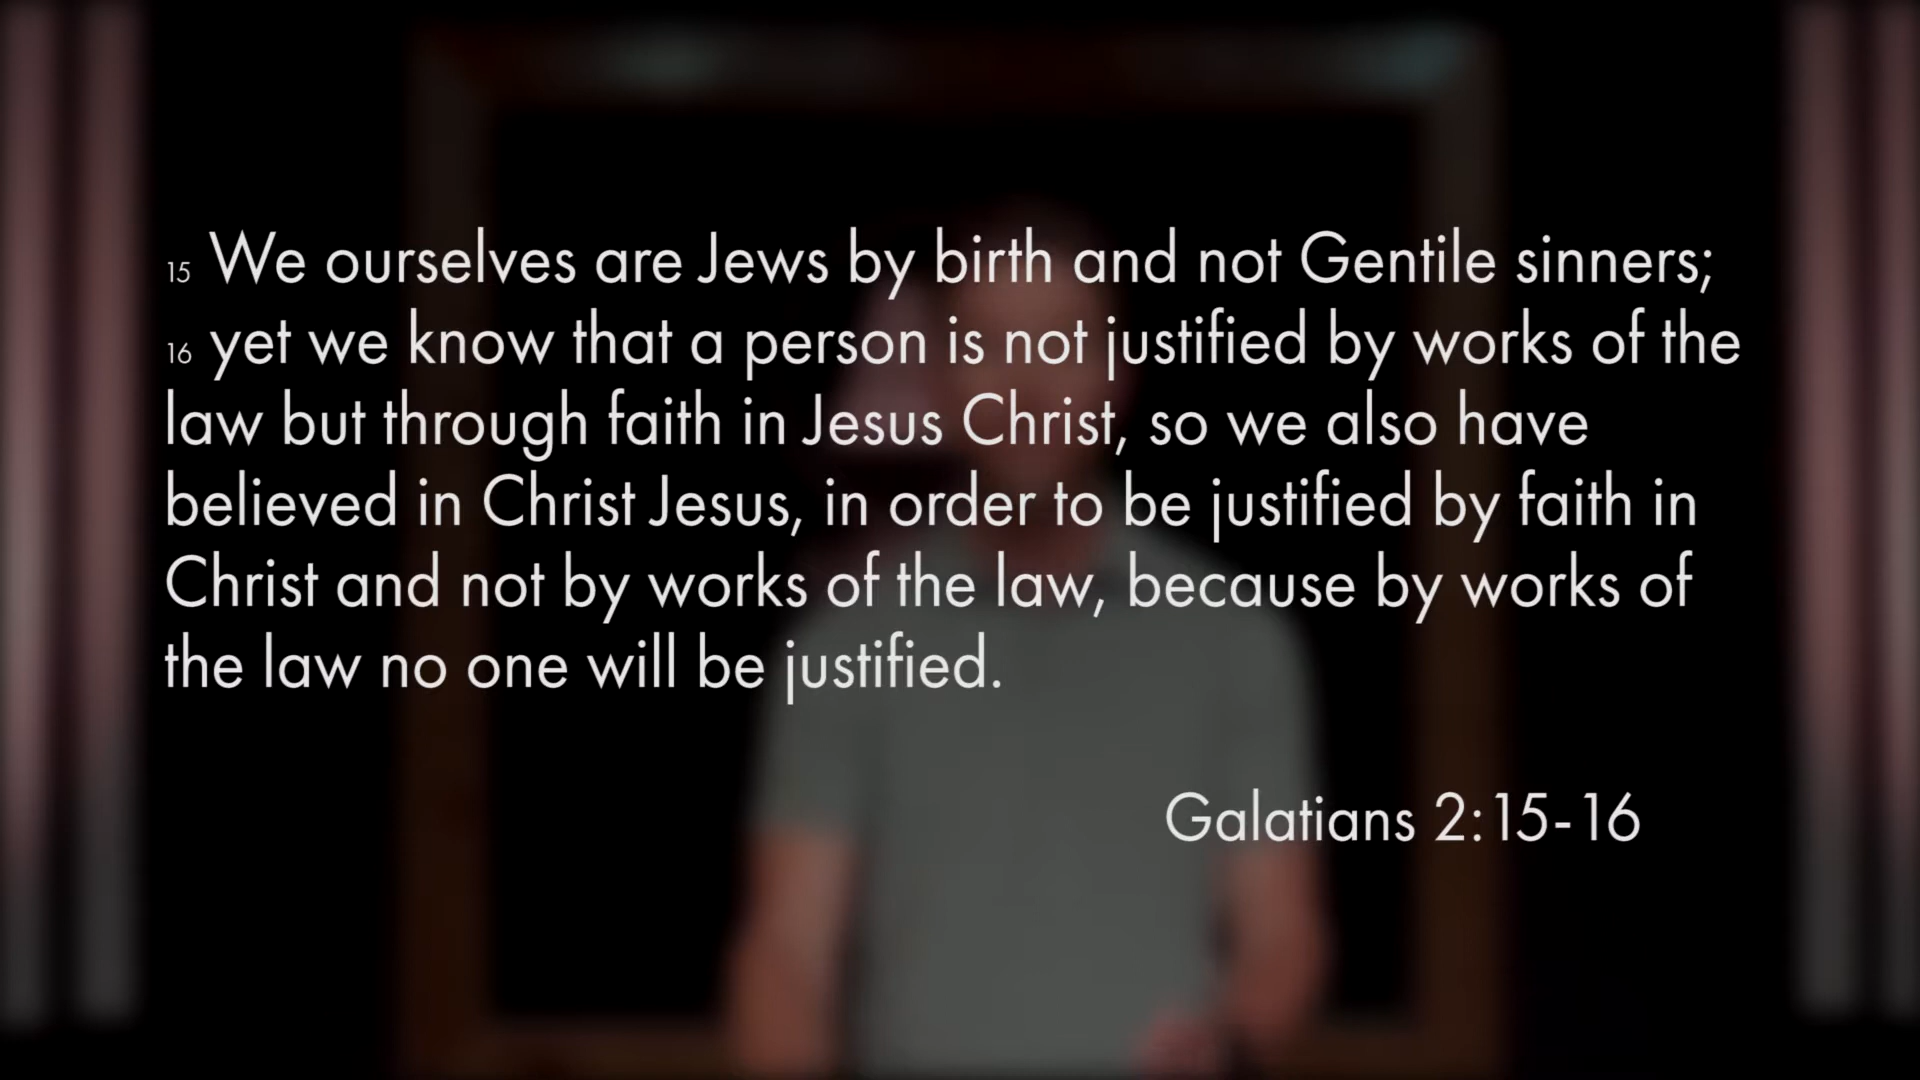 15 We ourselves are Jews by birth and not Gentile sinners;
16 yet we know that a person is not justified by works of the
law but through faith in Jesus Christ, so we also have
believed in Christ Jesus, in order to be justified by faith in
Christ and not by works of the law, because by works of
the law no one will be justified.
Galatians 2:15-16